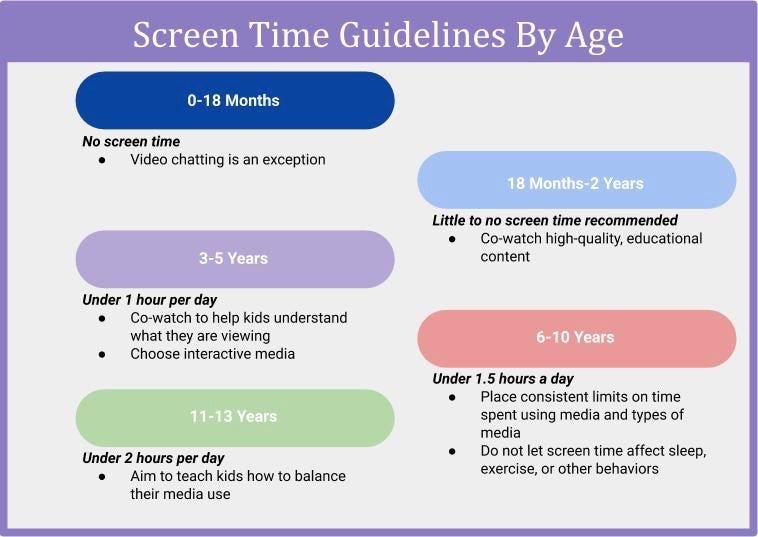 Screen Time Guidelines By Age
0-18 Months
No screen time
● Video chatting is an exception
18 Months-2 Years
Little to no screen time recommended
● Co-watch high-quality, educational
content
3-5 Years
Under 1 hour per day
● Co-watch to help kids understand
what they are viewing
● Choose interactive media
6-10 Years
Under 1.5 hours a day
● Place consistent limits on time
spent using media and types of
media
● Do not let screen time affect sleep,
exercise, or other behaviors
11-13 Years
Under 2 hours per day
● Aim to teach kids how to balance
their media use